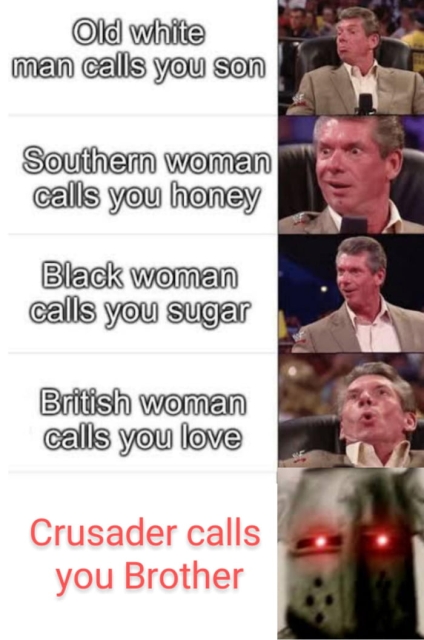 Old white
man calls you son
Southern woman
calls you honey
Black woman
calls you sugar
British woman
calls you love
Crusader calls
you Brother